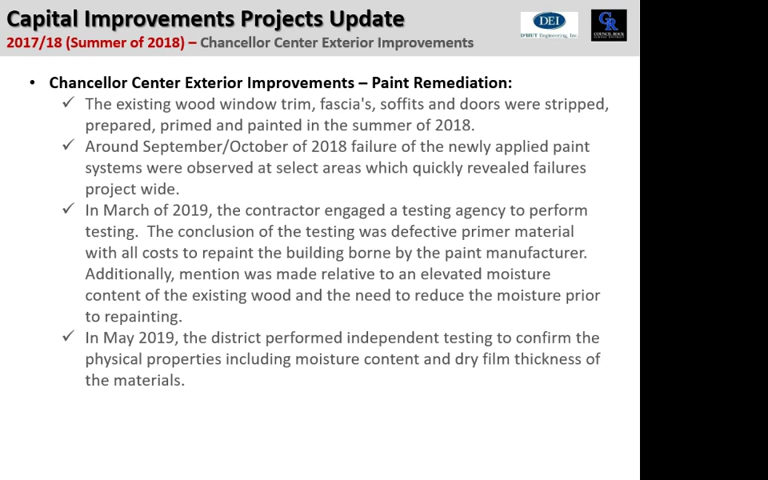 Capital Improvements Projects Update
2017/18 (Summer of 2018) – Chancellor Center Exterior Improvements
DEI
D'HUY Engineering, Inc.
CR
COUNCIL ROCK
• Chancellor Center Exterior Improvements – Paint Remediation:
✓ The existing wood window trim, fascia's, soffits and doors were stripped,
prepared, primed and painted in the summer of 2018.
✓ Around September/October of 2018 failure of the newly applied paint
systems were observed at select areas which quickly revealed failures
project wide.
✓ In March of 2019, the contractor engaged a testing agency to perform
testing.  The conclusion of the testing was defective primer material
with all costs to repaint the building borne by the paint manufacturer.
Additionally, mention was made relative to an elevated moisture
content of the existing wood and the need to reduce the moisture prior
to repainting.
✓ In May 2019, the district performed independent testing to confirm the
physical properties including moisture content and dry film thickness of
the materials.